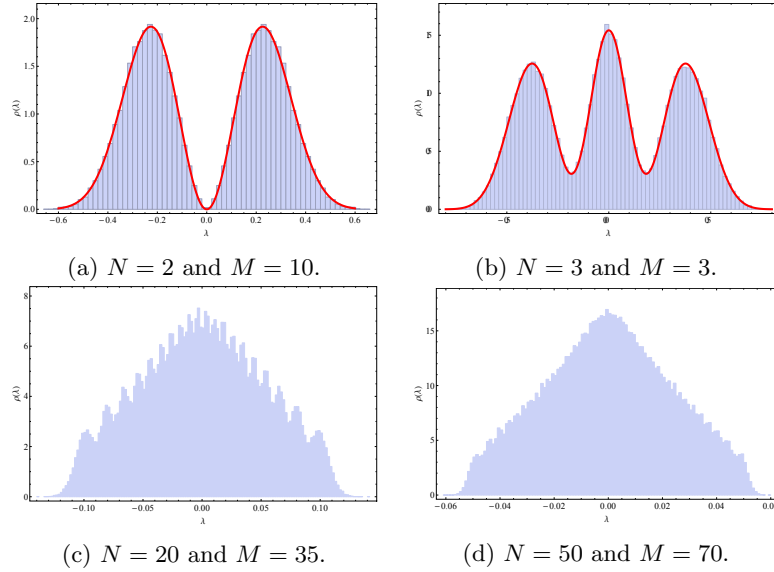 2.0
1.5
1.0
0.5
0.0
ρ(λ)
-0.6 -0.4 -0.2 0.0 0.2 0.4 0.6
λ
(a) N = 2 and M = 10.
ρ(λ)
λ
(b) N = 3 and M = 3.
8
6
4
2
0
ρ(λ)
-0.10 -0.05 0.00 0.05 0.10
λ
(c) N = 20 and M = 35.
15
10
5
0
ρ(λ)
-0.06 -0.04 -0.02 0.00 0.02 0.04
λ
(d) N = 50 and M = 70.